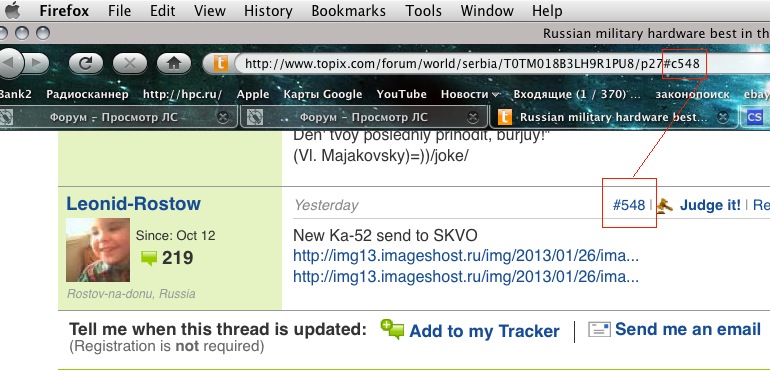 Firefox File Edit View History Bookmarks Tools Window Help
Russian military hardware best in th
http://www.topix.com/forum/world/serbia/T0TM018B3LH9R1PU8/p27#c548
Bank2 Радиосканнер http://hpc.ru/ Apple Карты Google YouTube Новости Входящие (1 / 370) ... законопоиск ebay
Форум – Просмотр ЛС Форум – Просмотр ЛС Russian military hardware best... CS
Den' tvoy posledniy prihodit, burjuy!"
(Vl. Majakovsky)=))/joke/
Leonid-Rostow Yesterday #548 | Judge it! | Re
Since: Oct 12
219
Rostov-na-donu, Russia
New Ka-52 send to SKVO
http://img13.imageshost.ru/img/2013/01/26/ima...
http://img13.imageshost.ru/img/2013/01/26/ima...
Tell me when this thread is updated: Add to my Tracker | Send me an email
(Registration is not required)